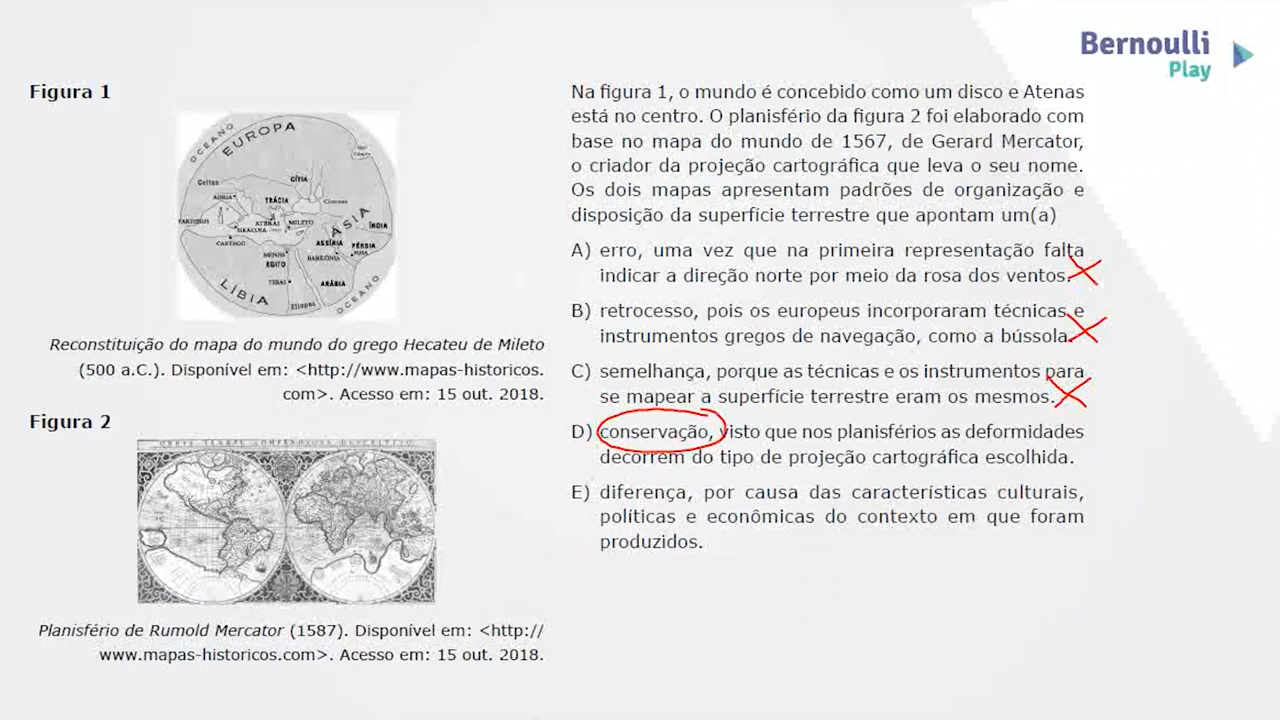 Bernoulli
Play
Figura 1
OCEANO
EUROPA
Celtas
CÍTIA
ADRIA
TRÁCIA
Cáucaso
TARTESSUS
SIRACUSA
ATENAS
MILETO
ÁSIA
ÍNDIA
CARTAGO
ASSÍRIA
PÉRSIA
SUSA
MENFIS
BABILÔNIA
EGITO
TEBAS
ARÁBIA
LÍBIA
Etíopes
OCEANO
Reconstituição do mapa do mundo do grego Hecateu de Mileto
(500 a.C.). Disponível em: <http://www.mapas-historicos.
com>. Acesso em: 15 out. 2018.
Figura 2
Planisfério de Rumold Mercator (1587). Disponível em: <http://
www.mapas-historicos.com>. Acesso em: 15 out. 2018.
Na figura 1, o mundo é concebido como um disco e Atenas
está no centro. O planisfério da figura 2 foi elaborado com
base no mapa do mundo de 1567, de Gerard Mercator,
o criador da projeção cartográfica que leva o seu nome.
Os dois mapas apresentam padrões de organização e
disposição da superfície terrestre que apontam um(a)
A) erro, uma vez que na primeira representação falta
indicar a direção norte por meio da rosa dos ventos.
B) retrocesso, pois os europeus incorporaram técnicas e
instrumentos gregos de navegação, como a bússola.
C) semelhança, porque as técnicas e os instrumentos para
se mapear a superfície terrestre eram os mesmos.
D) conservação, visto que nos planisférios as deformidades
decorrem do tipo de projeção cartográfica escolhida.
E) diferença, por causa das características culturais,
políticas e econômicas do contexto em que foram
produzidos.